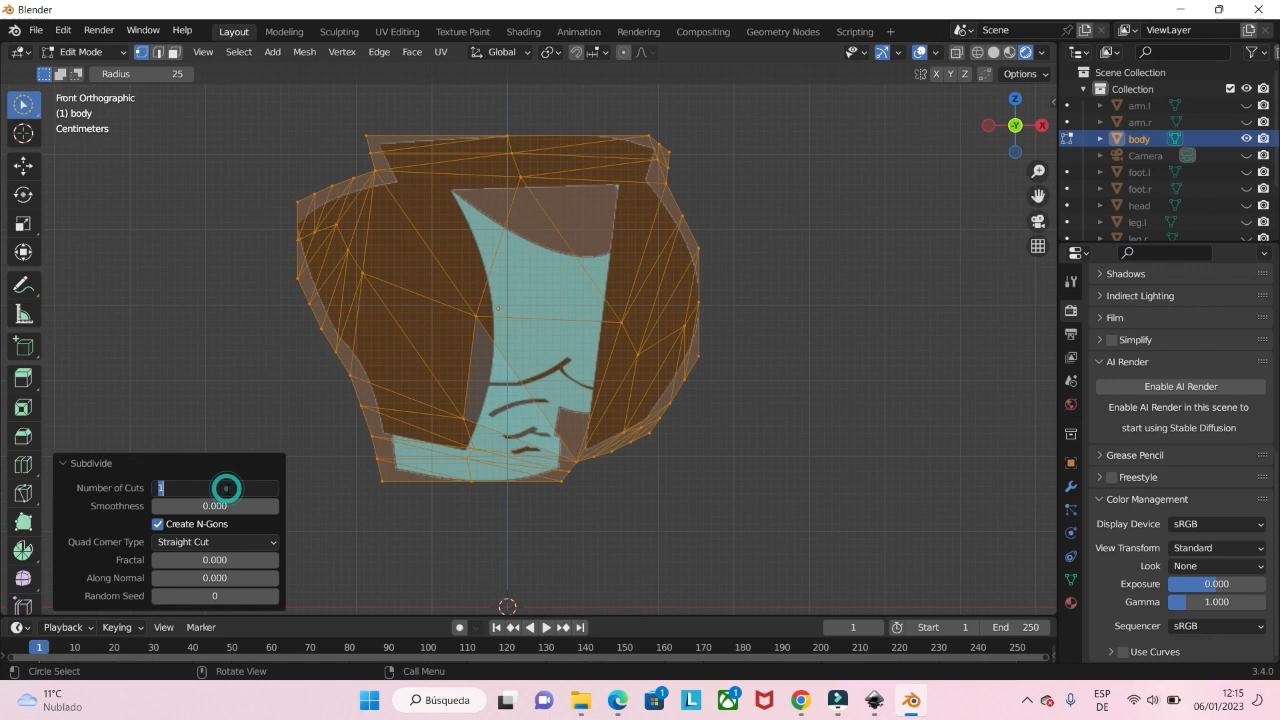 Blender
File Edit Render Window Help
Layout Modeling Sculpting UV Editing Texture Paint Shading Animation Rendering Compositing Geometry Nodes Scripting
Scene
ViewLayer
Edit Mode
View Select Add Mesh Vertex Edge Face UV
Global
Radius 25
X Y Z
Options
Front Orthographic
(1) body
Centimeters
Z
-Y
X
Scene Collection
Collection
arm.l
arm.r
body
Camera
foot.l
foot.r
head
leg.l
leg.r
Shadows
Indirect Lighting
Film
Simplify
AI Render
Enable AI Render
Enable AI Render in this scene to
start using Stable Diffusion
Grease Pencil
Freestyle
Color Management
Display Device sRGB
View Transform Standard
Look None
Exposure 0.000
Gamma 1.000
Sequencer sRGB
Use Curves
Subdivide
Number of Cuts 1
Smoothness 0.000
Create N-Gons
Quad Corner Type Straight Cut
Fractal 0.000
Along Normal 0.000
Random Seed 0
Playback Keying View Marker
1
Start 1
End 250
1 10 20 30 40 50 60 70 80 90 100 110 120 130 140 150 160 170 180 190 200 210 220 230 240 250
Circle Select
Rotate View
Call Menu
3.4.0
11°C
Nublado
Búsqueda
1
1
ESP
DE
12:15
06/01/2023